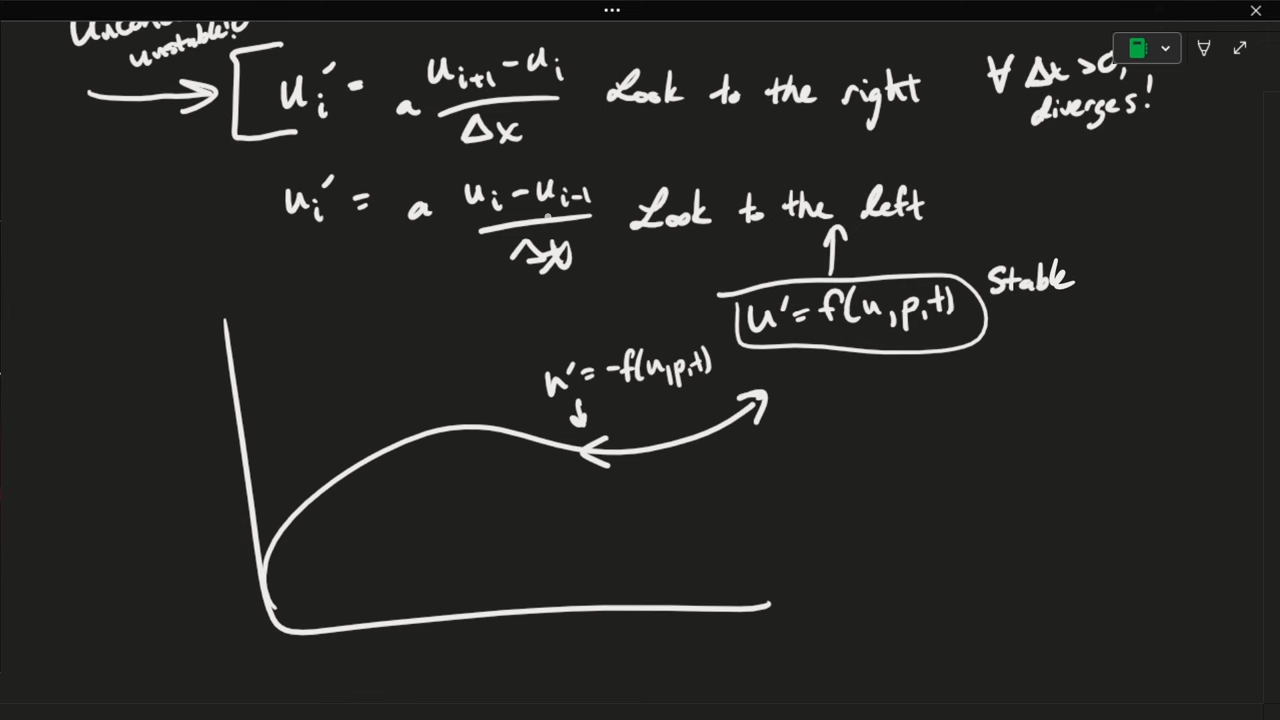 unstable!
u_i' = a (u_{i+1} - u_i)/Δx Look to the right ∀ Δt > 0, diverges!
u_i' = a (u_i - u_{i-1})/Δx Look to the left
u' = f(u, p, t) Stable
u' = -f(u, p, t)